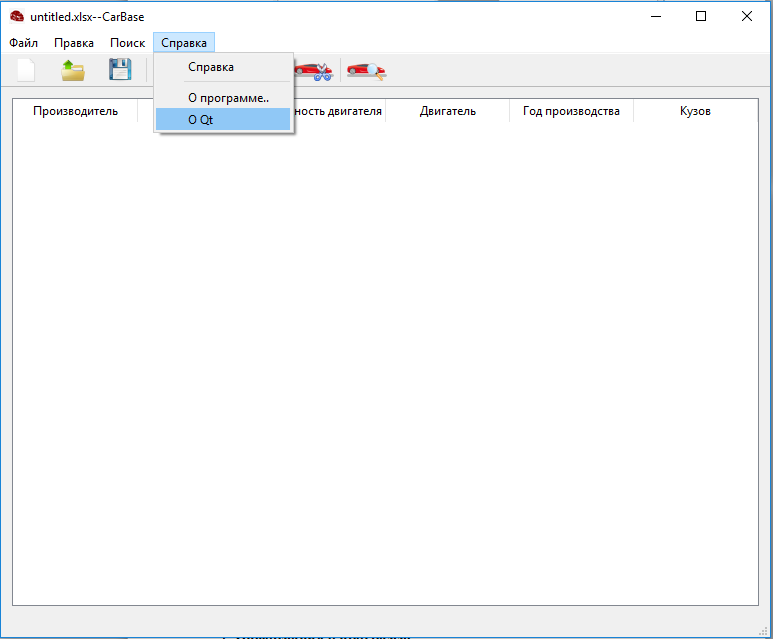 untitled.xlsx--CarBase
Файл Правка Поиск Справка
Справка
О программе..
О Qt
Производитель ность двигателя Двигатель Год производства Кузов